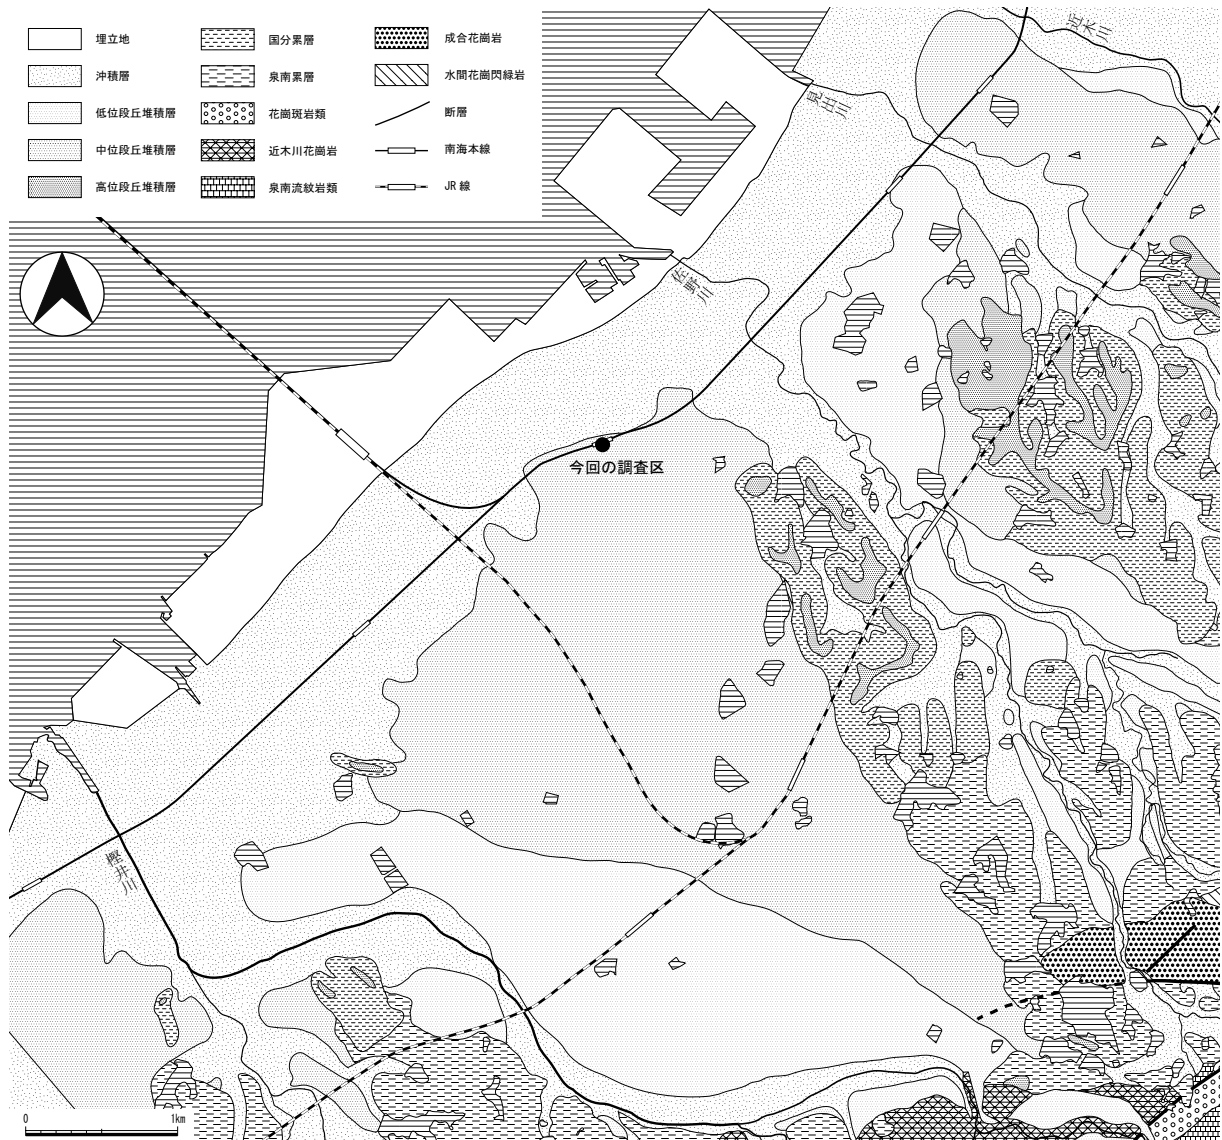 埋立地
沖積層
低位段丘堆積層
中位段丘堆積層
高位段丘堆積層
国分累層
泉南累層
花崗斑岩類
近木川花崗岩
泉南流紋岩類
成合花崗岩
水間花崗閃緑岩
断層
南海本線
JR 線
近木川
見出川
佐野川
今回の調査区
樫井川
0 1km